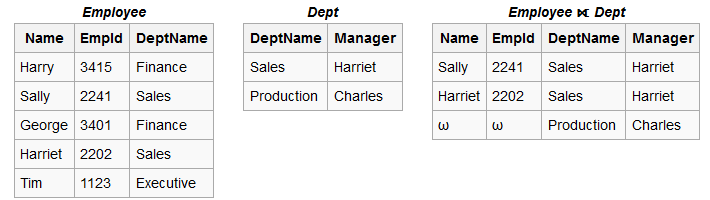 Employee
Name EmpId DeptName
Harry 3415 Finance
Sally 2241 Sales
George 3401 Finance
Harriet 2202 Sales
Tim 1123 Executive
Dept
DeptName Manager
Sales Harriet
Production Charles
Employee ⟖ Dept
Name EmpId DeptName Manager
Sally 2241 Sales Harriet
Harriet 2202 Sales Harriet
ω ω Production Charles